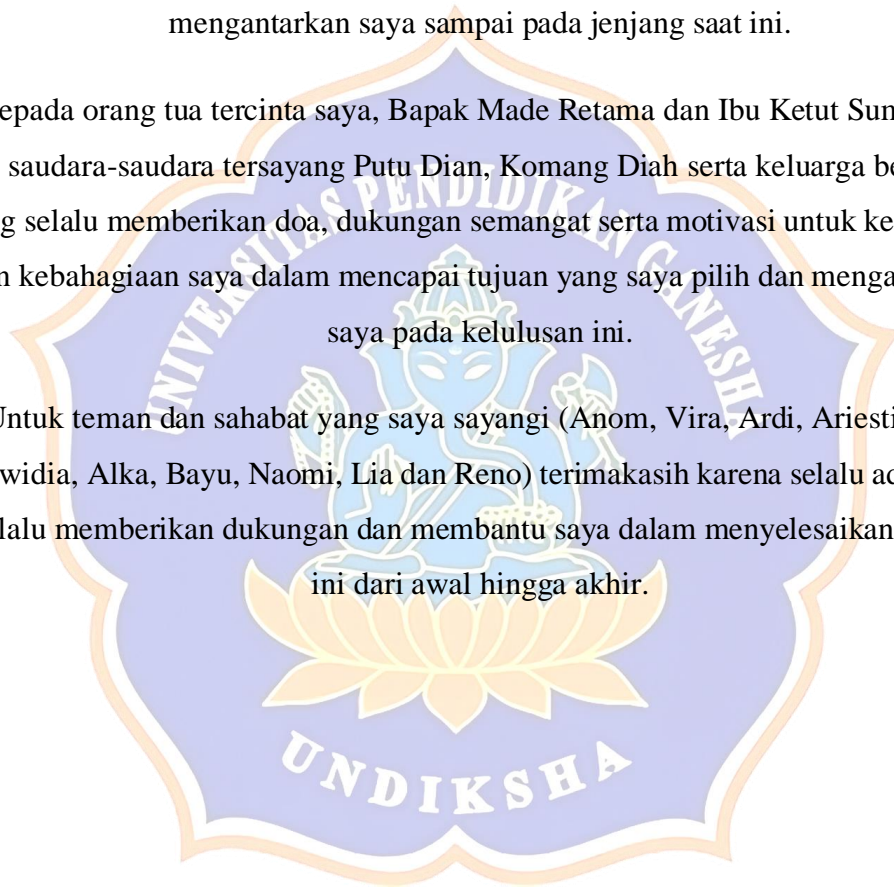 mengantarkan saya sampai pada jenjang saat ini.
epada orang tua tercinta saya, Bapak Made Retama dan Ibu Ketut Sun
saudara-saudara tersayang Putu Dian, Komang Diah serta keluarga be
g selalu memberikan doa, dukungan semangat serta motivasi untuk ke
n kebahagiaan saya dalam mencapai tujuan yang saya pilih dan menga
saya pada kelulusan ini.
Untuk teman dan sahabat yang saya sayangi (Anom, Vira, Ardi, Ariesti
widia, Alka, Bayu, Naomi, Lia dan Reno) terimakasih karena selalu ad
lalu memberikan dukungan dan membantu saya dalam menyelesaikan
ini dari awal hingga akhir.
UNIVERSITAS PENDIDIKAN GANESHA
UNDIKSHA